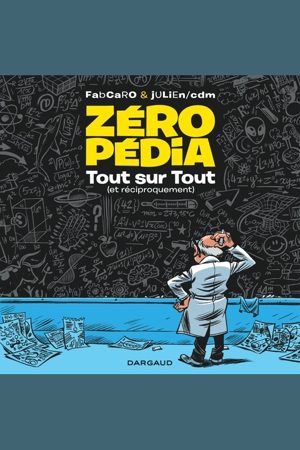 FabCaRO & jULiEn/cdm
ZÉRO
PÉDiA
Tout sur Tout
(et réciproquement)
DARGAUD